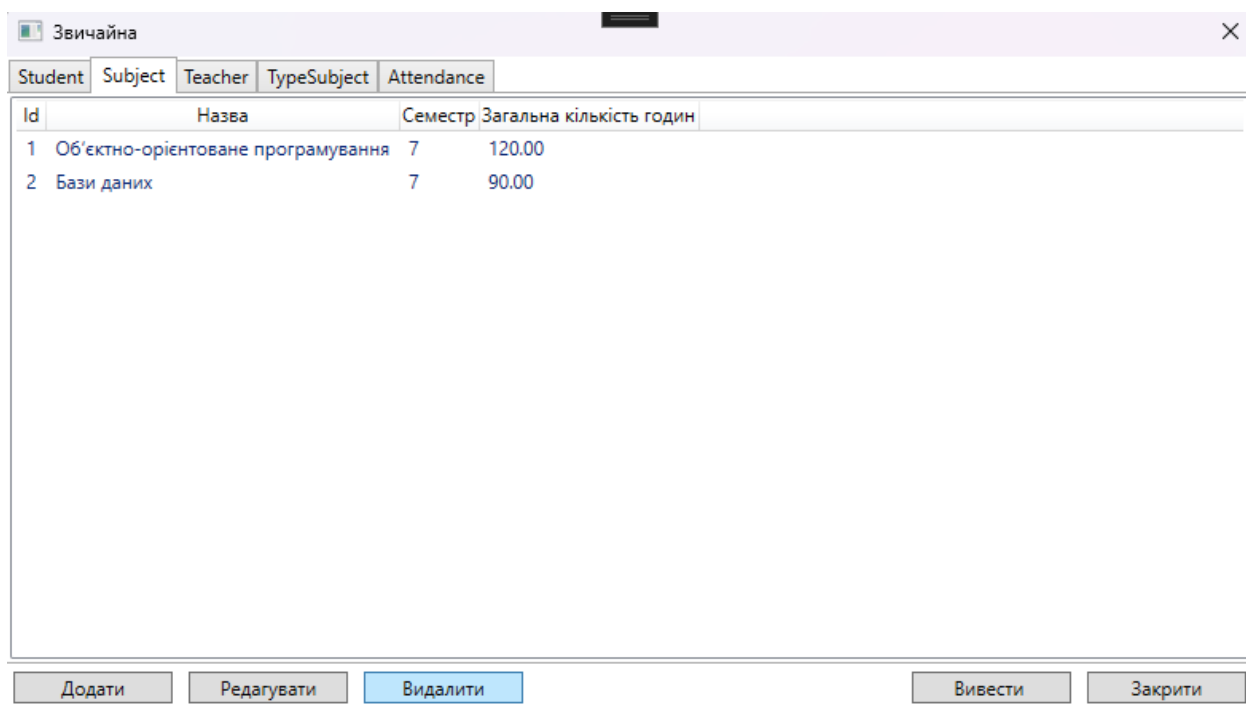 Звичайна
Student Subject Teacher TypeSubject Attendance
Id Назва Семестр Загальна кількість годин
1 Об’єктно-орієнтоване програмування 7 120.00
2 Бази даних 7 90.00
Додати Редагувати Видалити Вивести Закрити